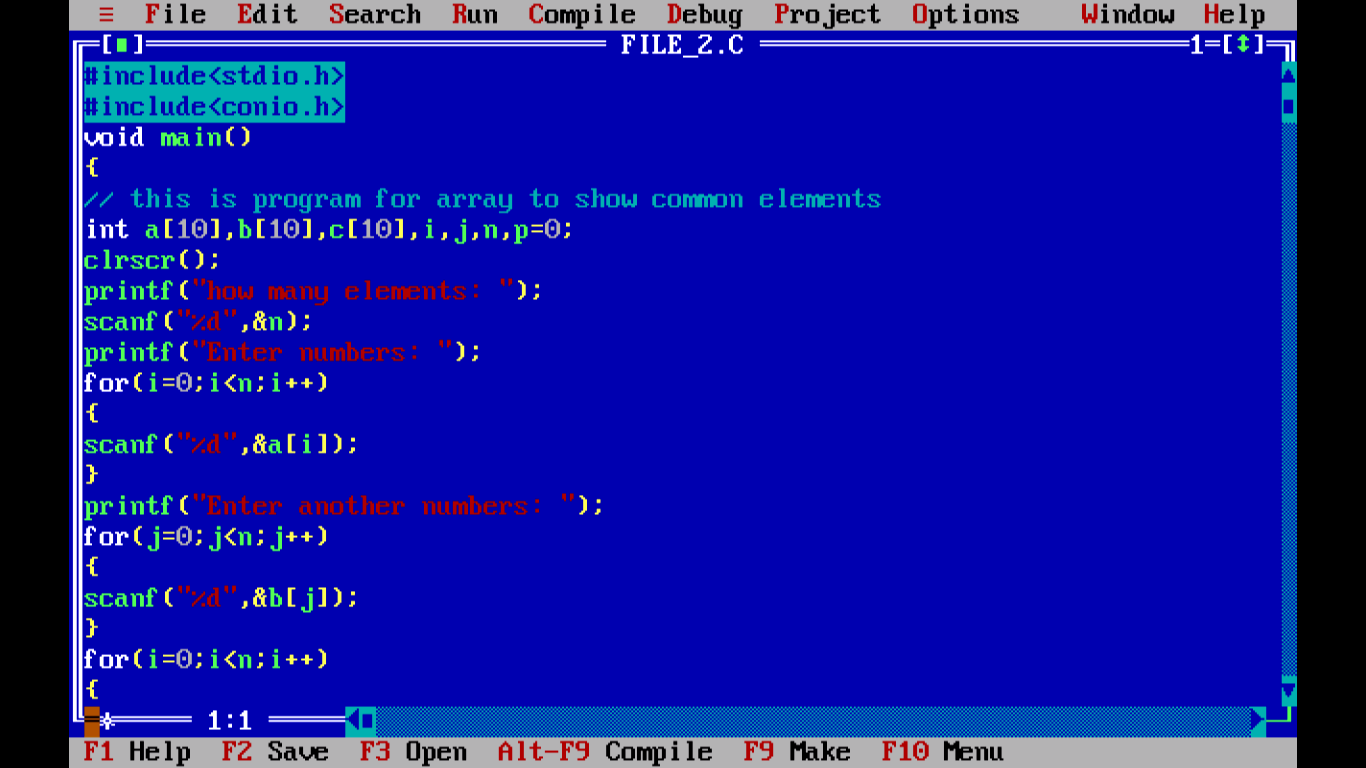 ≡ File Edit Search Run Compile Debug Project Options Window Help
[■] FILE_2.C 1=[↕]
#include<stdio.h>
#include<conio.h>
void main()
{
// this is program for array to show common elements
int a[10],b[10],c[10],i,j,n,p=0;
clrscr();
printf("how many elements: ");
scanf("%d",&n);
printf("Enter numbers: ");
for(i=0;i<n;i++)
{
scanf("%d",&a[i]);
}
printf("Enter another numbers: ");
for(j=0;j<n;j++)
{
scanf("%d",&b[j]);
}
for(i=0;i<n;i++)
{
1:1
F1 Help F2 Save F3 Open Alt-F9 Compile F9 Make F10 Menu